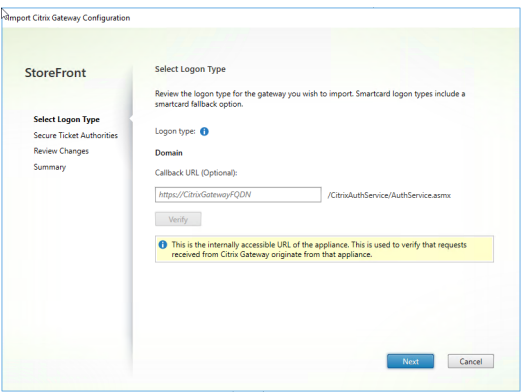 Import Citrix Gateway Configuration
StoreFront
Select Logon Type
Secure Ticket Authorities
Review Changes
Summary
Select Logon Type
Review the logon type for the gateway you wish to import. Smartcard logon types include a
smartcard fallback option.
Logon type:
Domain
Callback URL (Optional):
https://CitrixGatewayFQDN
/CitrixAuthService/AuthService.asmx
Verify
This is the internally accessible URL of the appliance. This is used to verify that requests
received from Citrix Gateway originate from that appliance.
Next
Cancel